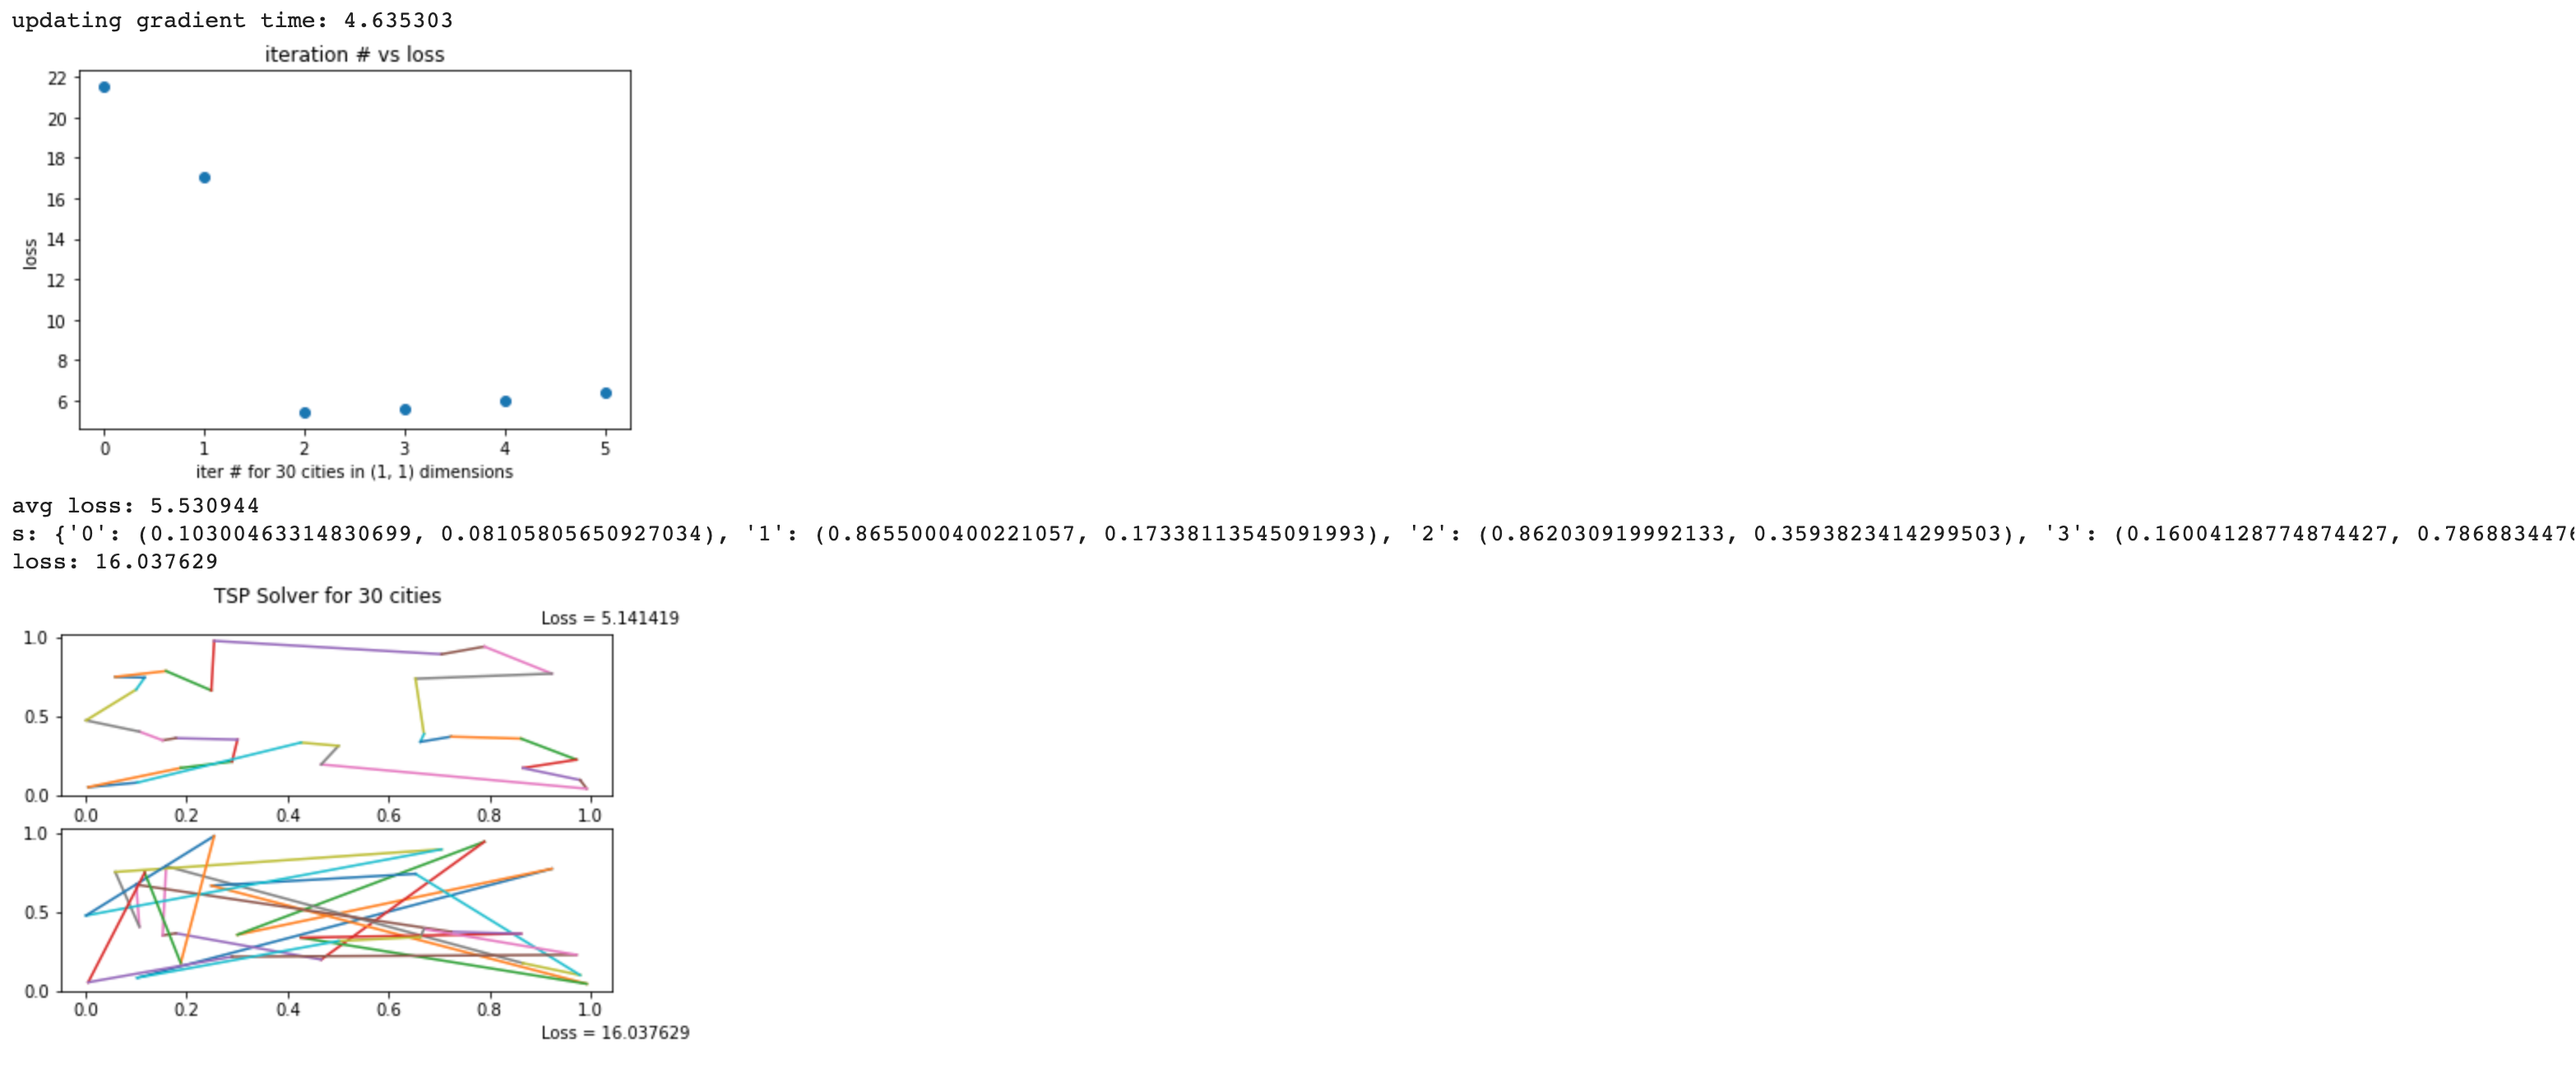 updating gradient time: 4.635303
iteration # vs loss
22
20
18
16
14
12
10
8
6
loss
0 1 2 3 4 5
iter # for 30 cities in (1, 1) dimensions
avg loss: 5.530944
s: {'0': (0.10300463314830699, 0.08105805650927034), '1': (0.8655000400221057, 0.17338113545091993), '2': (0.862030919992133, 0.3593823414299503), '3': (0.16004128774874427, 0.786883447
loss: 16.037629
TSP Solver for 30 cities
Loss = 5.141419
1.0
0.5
0.0
0.0 0.2 0.4 0.6 0.8 1.0
1.0
0.5
0.0
0.0 0.2 0.4 0.6 0.8 1.0
Loss = 16.037629